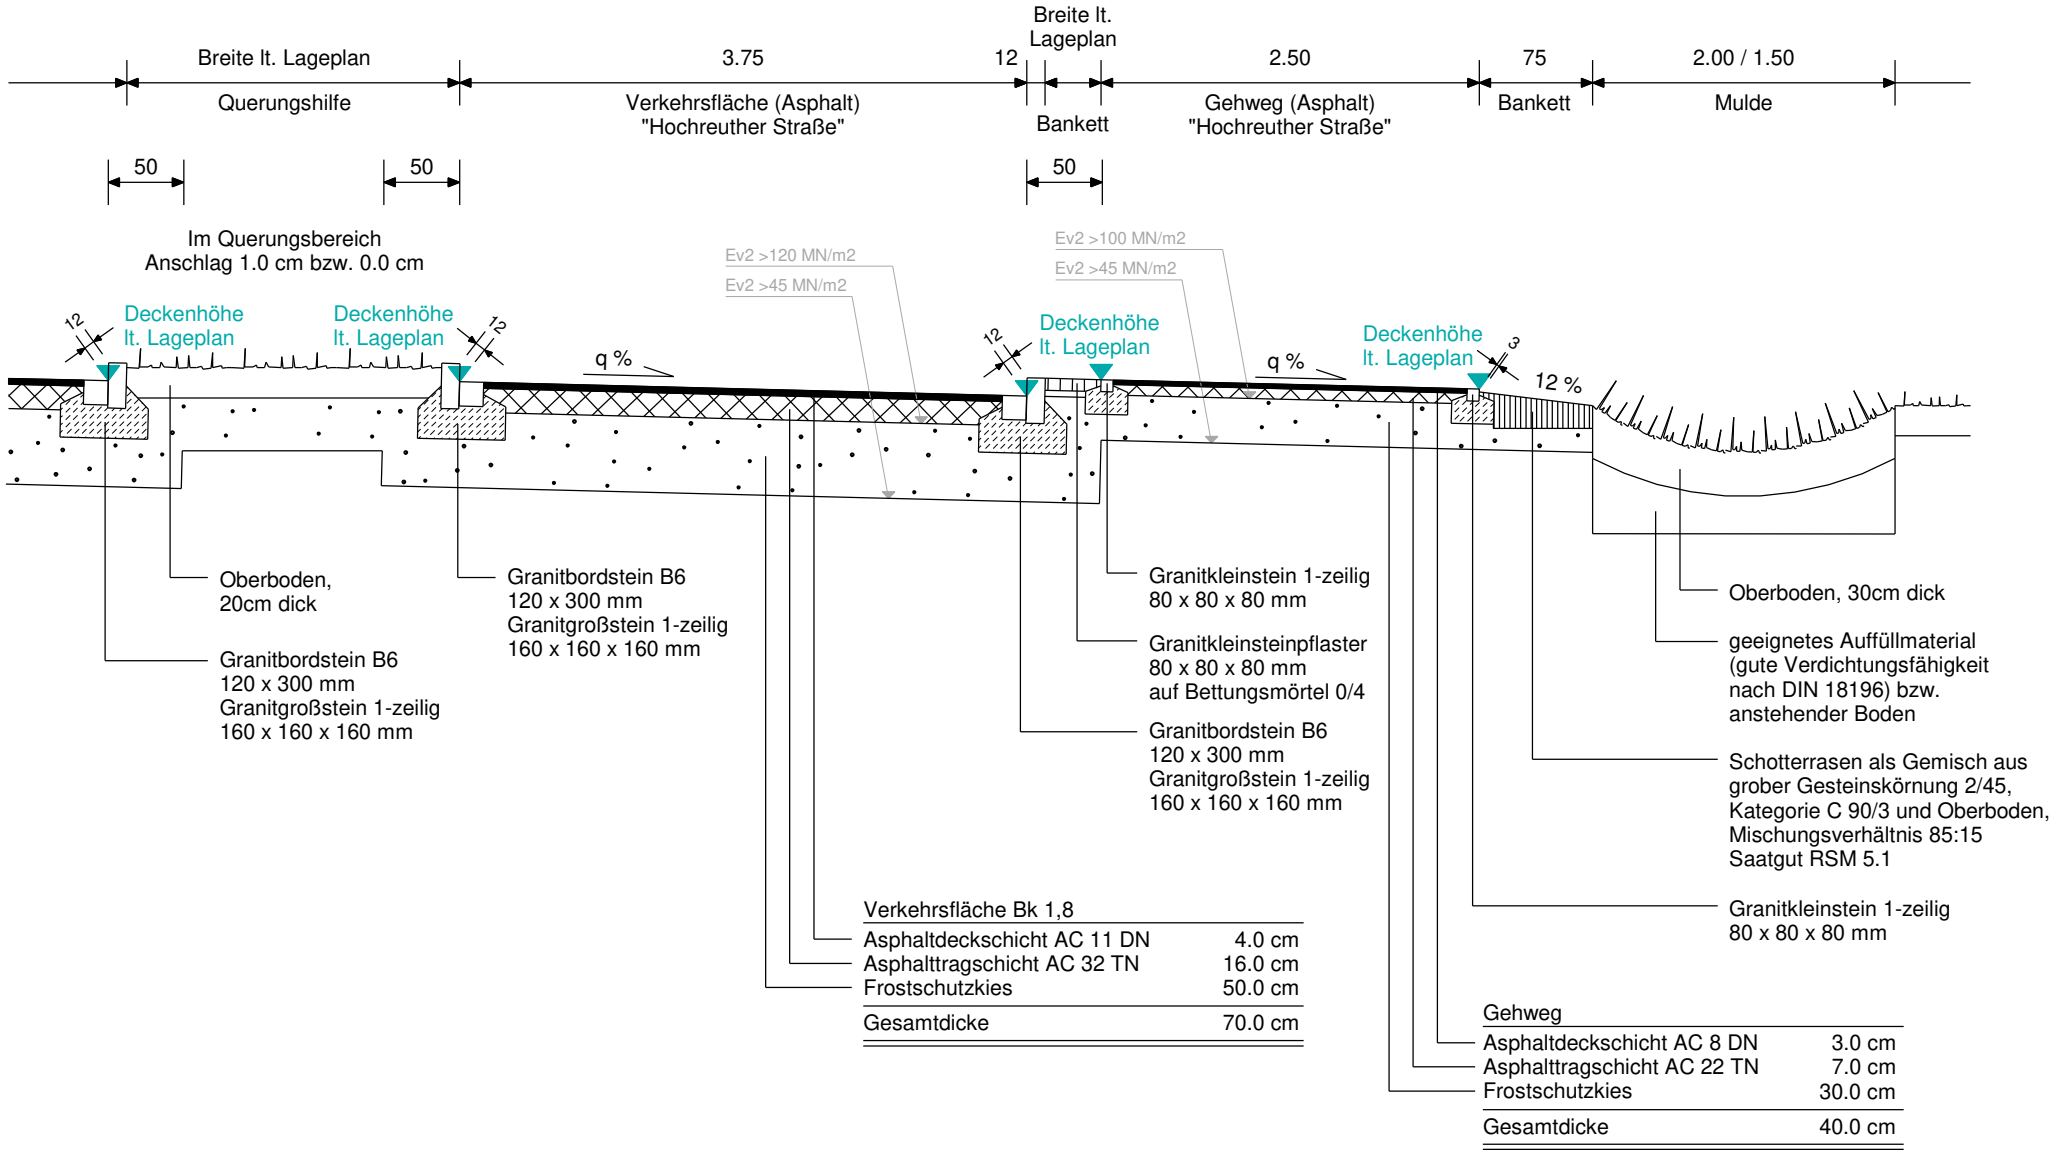 Breite lt.
Lageplan
Breite lt. Lageplan
3.75
12
2.50
75
2.00 / 1.50
Querungshilfe
Verkehrsfläche (Asphalt)
"Hochreuther Straße"
Bankett
Gehweg (Asphalt)
"Hochreuther Straße"
Bankett
Mulde
50
50
50
Im Querungsbereich
Anschlag 1.0 cm bzw. 0.0 cm
Ev2 >120 MN/m2
Ev2 >45 MN/m2
Ev2 >100 MN/m2
Ev2 >45 MN/m2
12
Deckenhöhe
lt. Lageplan
Deckenhöhe
lt. Lageplan
12
q %
12
Deckenhöhe
lt. Lageplan
q %
Deckenhöhe
lt. Lageplan
3
12 %
Oberboden,
20cm dick
Granitbordstein B6
120 x 300 mm
Granitgroßstein 1-zeilig
160 x 160 x 160 mm
Granitbordstein B6
120 x 300 mm
Granitgroßstein 1-zeilig
160 x 160 x 160 mm
Granitkleinstein 1-zeilig
80 x 80 x 80 mm
Granitkleinsteinpflaster
80 x 80 x 80 mm
auf Bettungsmörtel 0/4
Granitbordstein B6
120 x 300 mm
Granitgroßstein 1-zeilig
160 x 160 x 160 mm
Oberboden, 30cm dick
geeignetes Auffüllmaterial
(gute Verdichtungsfähigkeit
nach DIN 18196) bzw.
anstehender Boden
Schotterrasen als Gemisch aus
grober Gesteinskörnung 2/45,
Kategorie C 90/3 und Oberboden,
Mischungsverhältnis 85:15
Saatgut RSM 5.1
Granitkleinstein 1-zeilig
80 x 80 x 80 mm
Verkehrsfläche Bk 1,8
Asphaltdeckschicht AC 11 DN 4.0 cm
Asphalttragschicht AC 32 TN 16.0 cm
Frostschutzkies 50.0 cm
Gesamtdicke 70.0 cm
Gehweg
Asphaltdeckschicht AC 8 DN 3.0 cm
Asphalttragschicht AC 22 TN 7.0 cm
Frostschutzkies 30.0 cm
Gesamtdicke 40.0 cm